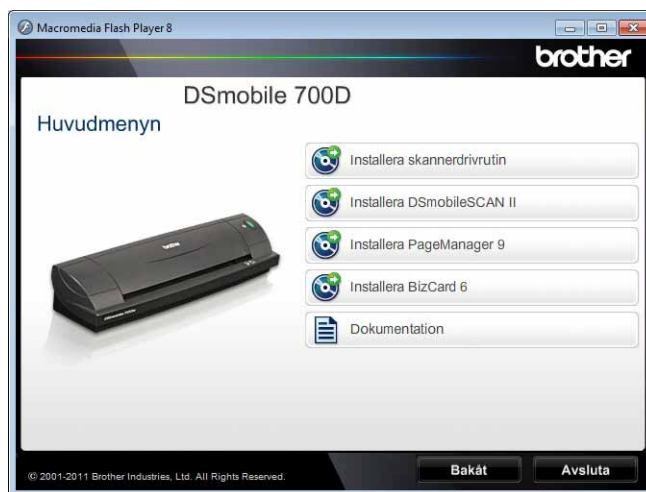 Macromedia Flash Player 8
brother
DSmobile 700D
Huvudmenyn
Installera skannerdrivrutin
Installera DSmobileSCAN II
Installera PageManager 9
Installera BizCard 6
Dokumentation
brother
© 2001-2011 Brother Industries, Ltd. All Rights Reserved.
Bakåt
Avsluta